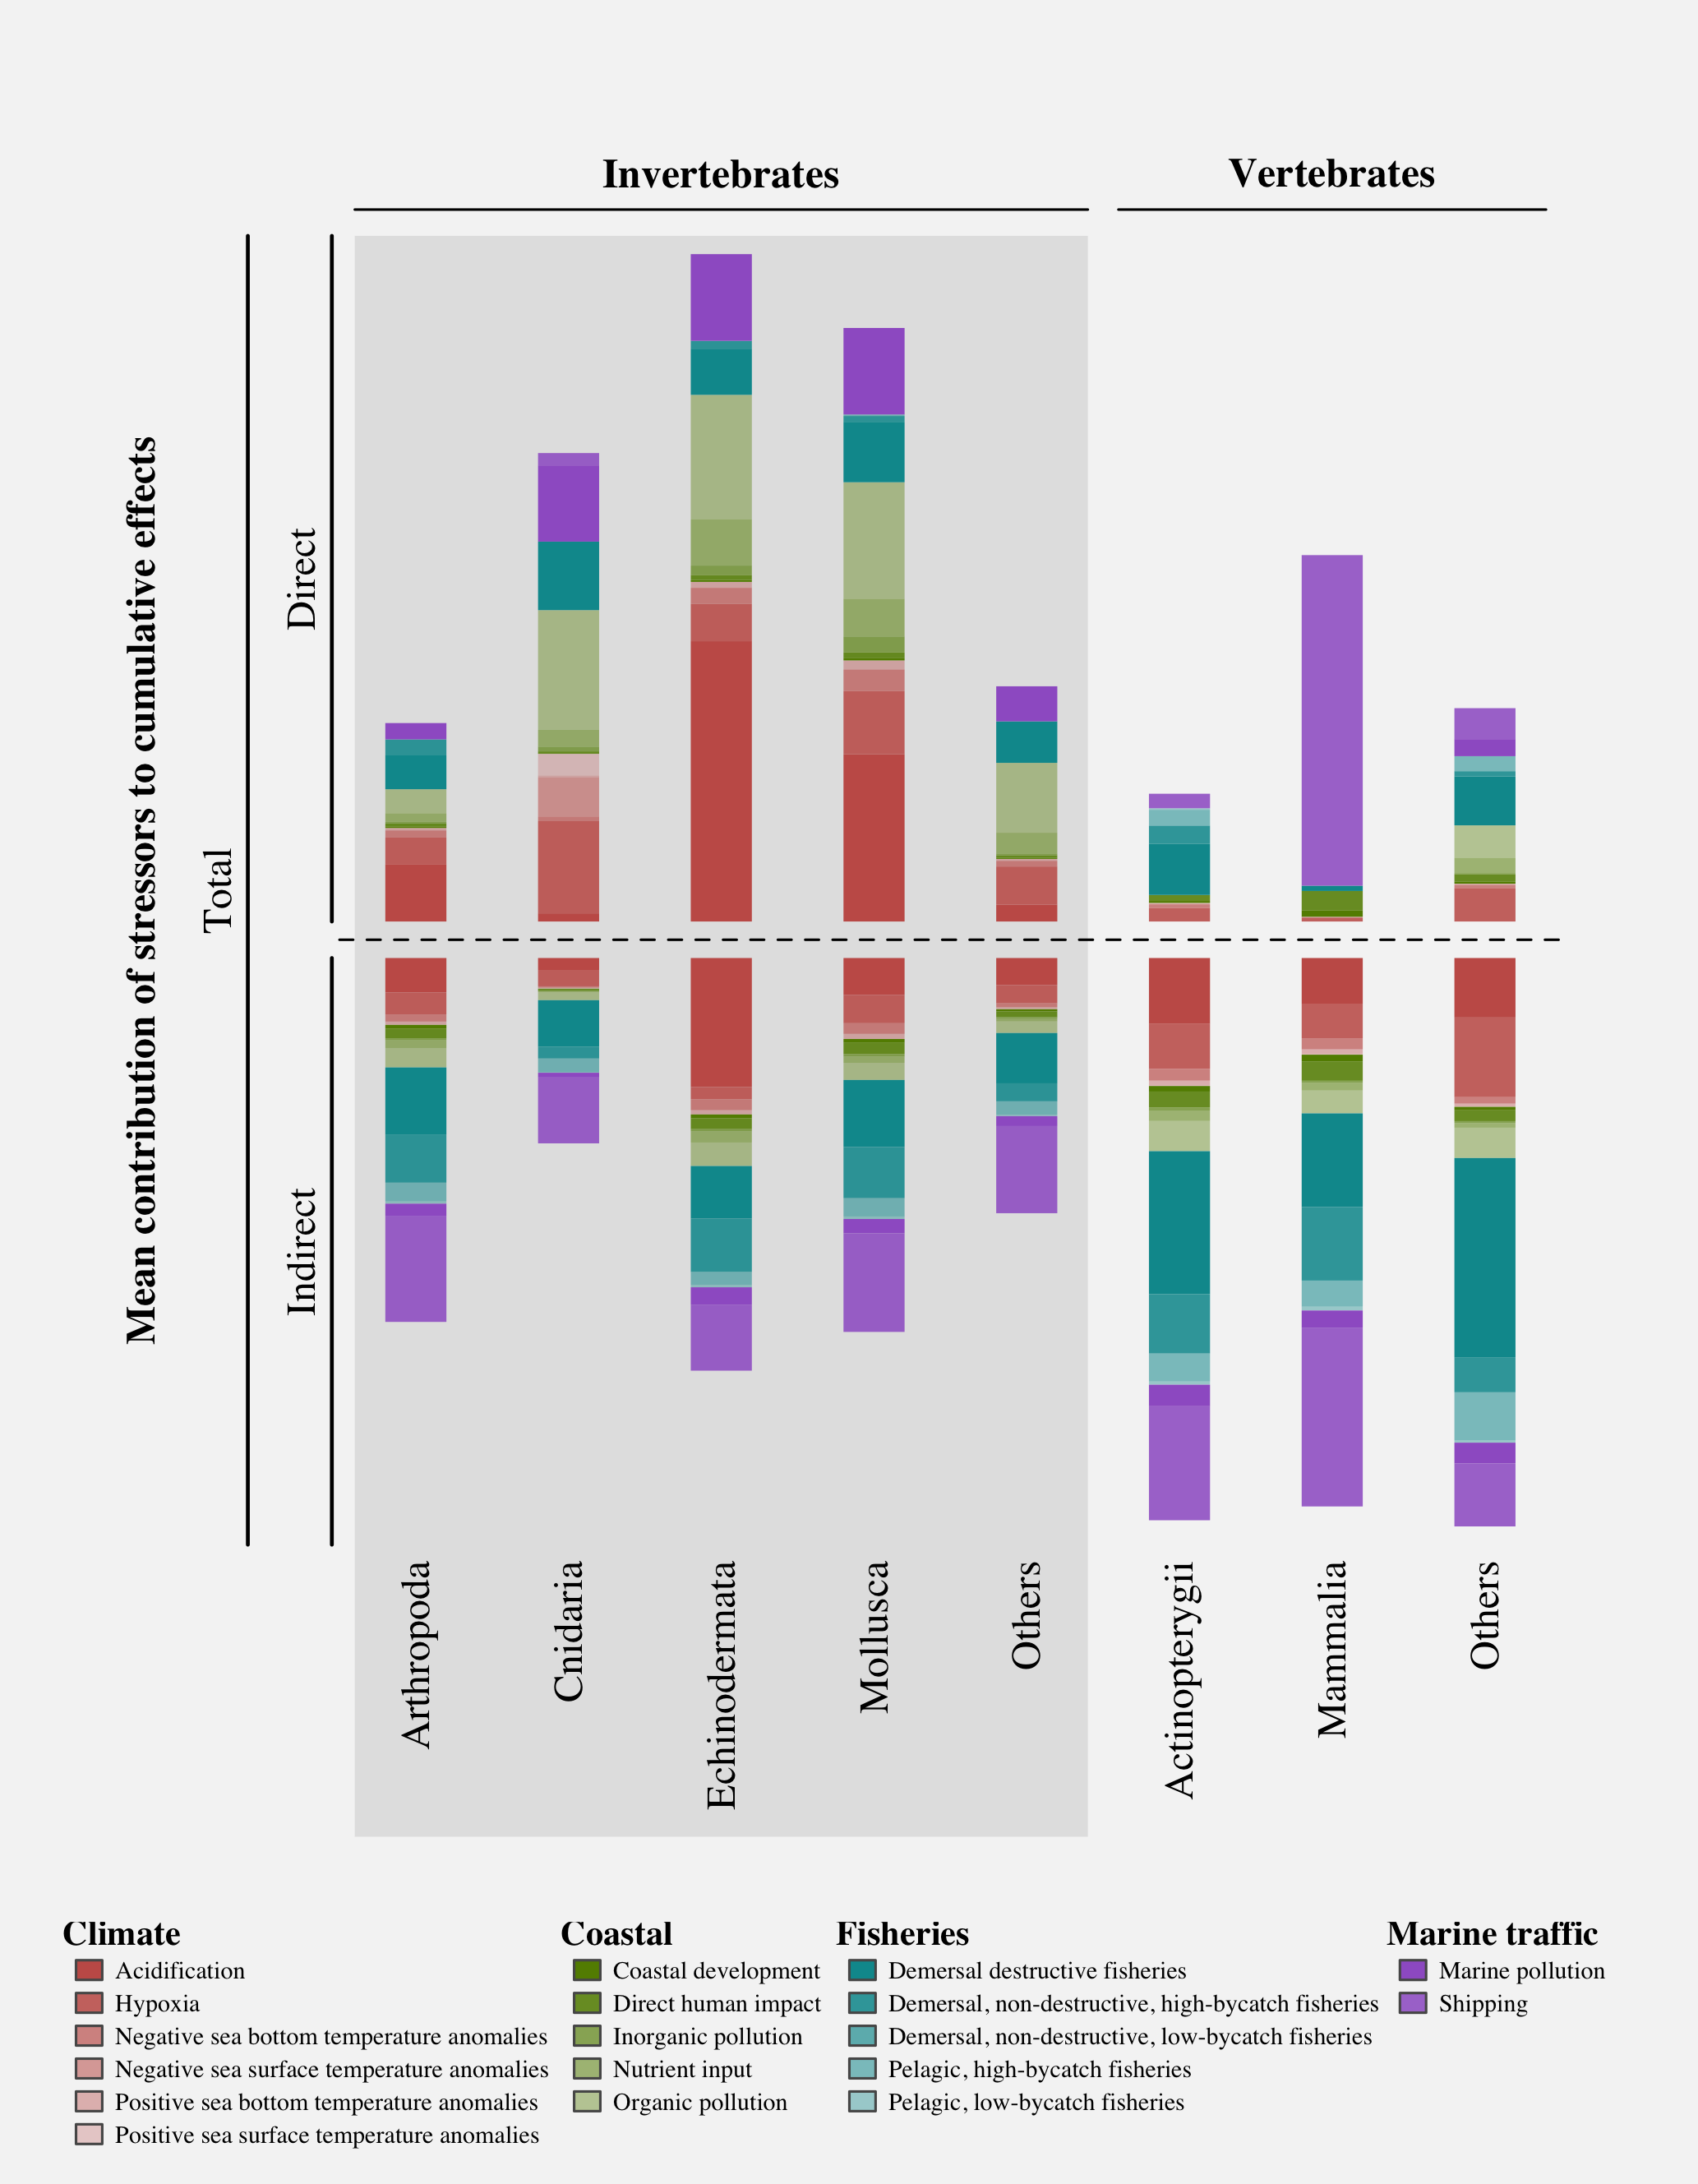 Invertebrates
Vertebrates
Mean contribution of stressors to cumulative effects
Total
Direct
Indirect
Arthropoda
Cnidaria
Echinodermata
Mollusca
Others
Actinopterygii
Mammalia
Others
Climate
Acidification
Hypoxia
Negative sea bottom temperature anomalies
Negative sea surface temperature anomalies
Positive sea bottom temperature anomalies
Positive sea surface temperature anomalies
Coastal
Coastal development
Direct human impact
Inorganic pollution
Nutrient input
Organic pollution
Fisheries
Demersal destructive fisheries
Demersal, non-destructive, high-bycatch fisheries
Demersal, non-destructive, low-bycatch fisheries
Pelagic, high-bycatch fisheries
Pelagic, low-bycatch fisheries
Marine traffic
Marine pollution
Shipping